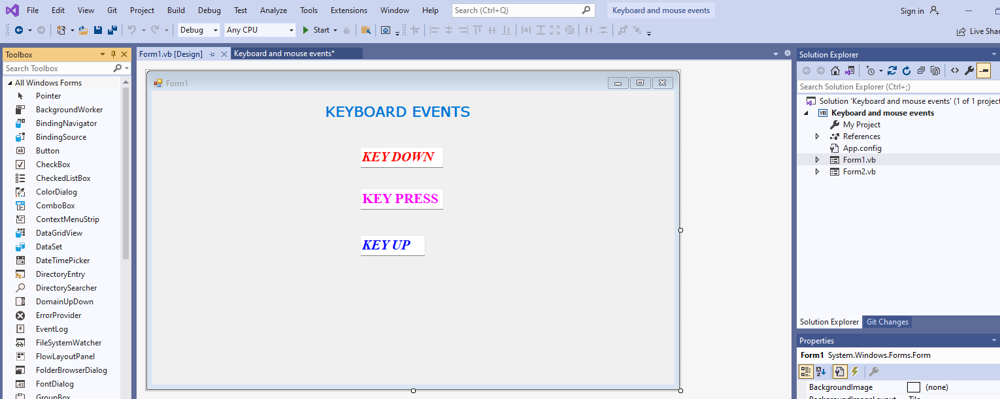 File Edit View Git Project Build Debug Test Analyze Tools Extensions Window Help Search (Ctrl+Q) Keyboard and mouse events Sign in
Debug Any CPU Start Live Shar
Toolbox
Search Toolbox
All Windows Forms
Pointer
BackgroundWorker
BindingNavigator
BindingSource
Button
CheckBox
CheckedListBox
ColorDialog
ComboBox
ContextMenuStrip
DataGridView
DataSet
DateTimePicker
DirectoryEntry
DirectorySearcher
DomainUpDown
ErrorProvider
EventLog
FileSystemWatcher
FlowLayoutPanel
FolderBrowserDialog
FontDialog
GroupBox
Form1.vb [Design] Keyboard and mouse events*
Form1
KEYBOARD EVENTS
KEY DOWN
KEY PRESS
KEY UP
Solution Explorer
Search Solution Explorer (Ctrl+;)
Solution 'Keyboard and mouse events' (1 of 1 project
VB Keyboard and mouse events
My Project
References
App.config
Form1.vb
Form2.vb
Solution Explorer Git Changes
Properties
Form1 System.Windows.Forms.Form
BackgroundImage (none)
BackgroundImageLayout Tile